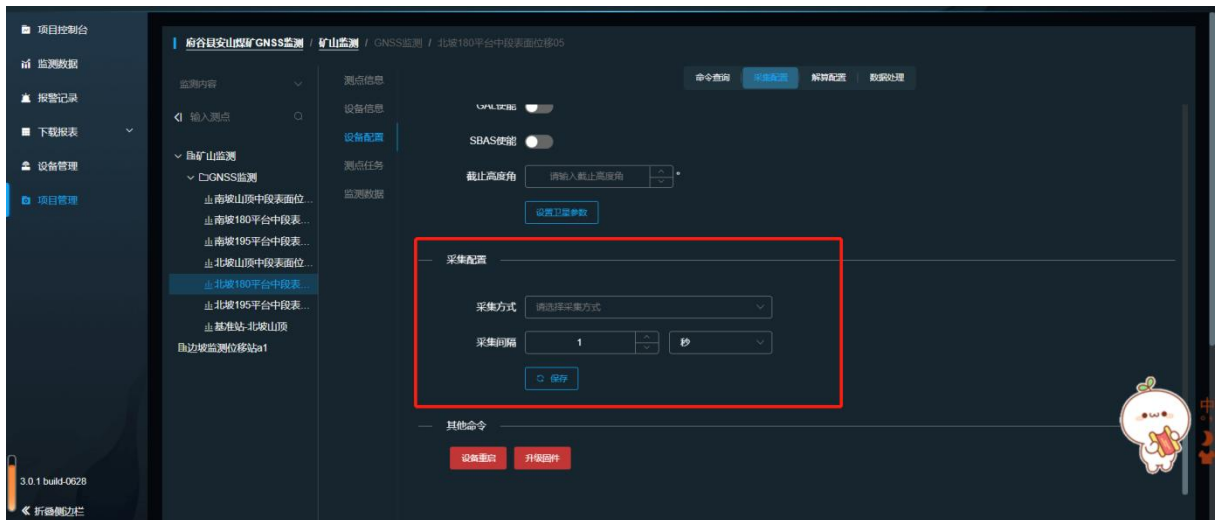 项目控制台
监测数据
报警记录
下载报表
设备管理
项目管理
3.0.1 build-0628
《 折叠侧边栏
府谷县安山煤矿GNSS监测 / 矿山监测 / GNSS监测 / 北坡180平台中段表面位移05
监测内容
输入测点
矿山监测
GNSS监测
南坡山顶中段表面位...
南坡180平台中段表...
南坡195平台中段表...
北坡山顶中段表面位...
北坡180平台中段表...
北坡195平台中段表...
基准站-北坡山顶
边坡监测位移站a1
测点信息
设备信息
设备配置
测点任务
监测数据
命令查询 采集配置 解算配置 数据处理
GAL使能
SBAS使能
截止高度角 请输入截止高度角 *
设置卫星参数
采集配置
采集方式 请选择采集方式
采集间隔 1 秒
保存
其他命令
设备重启 升级固件
中